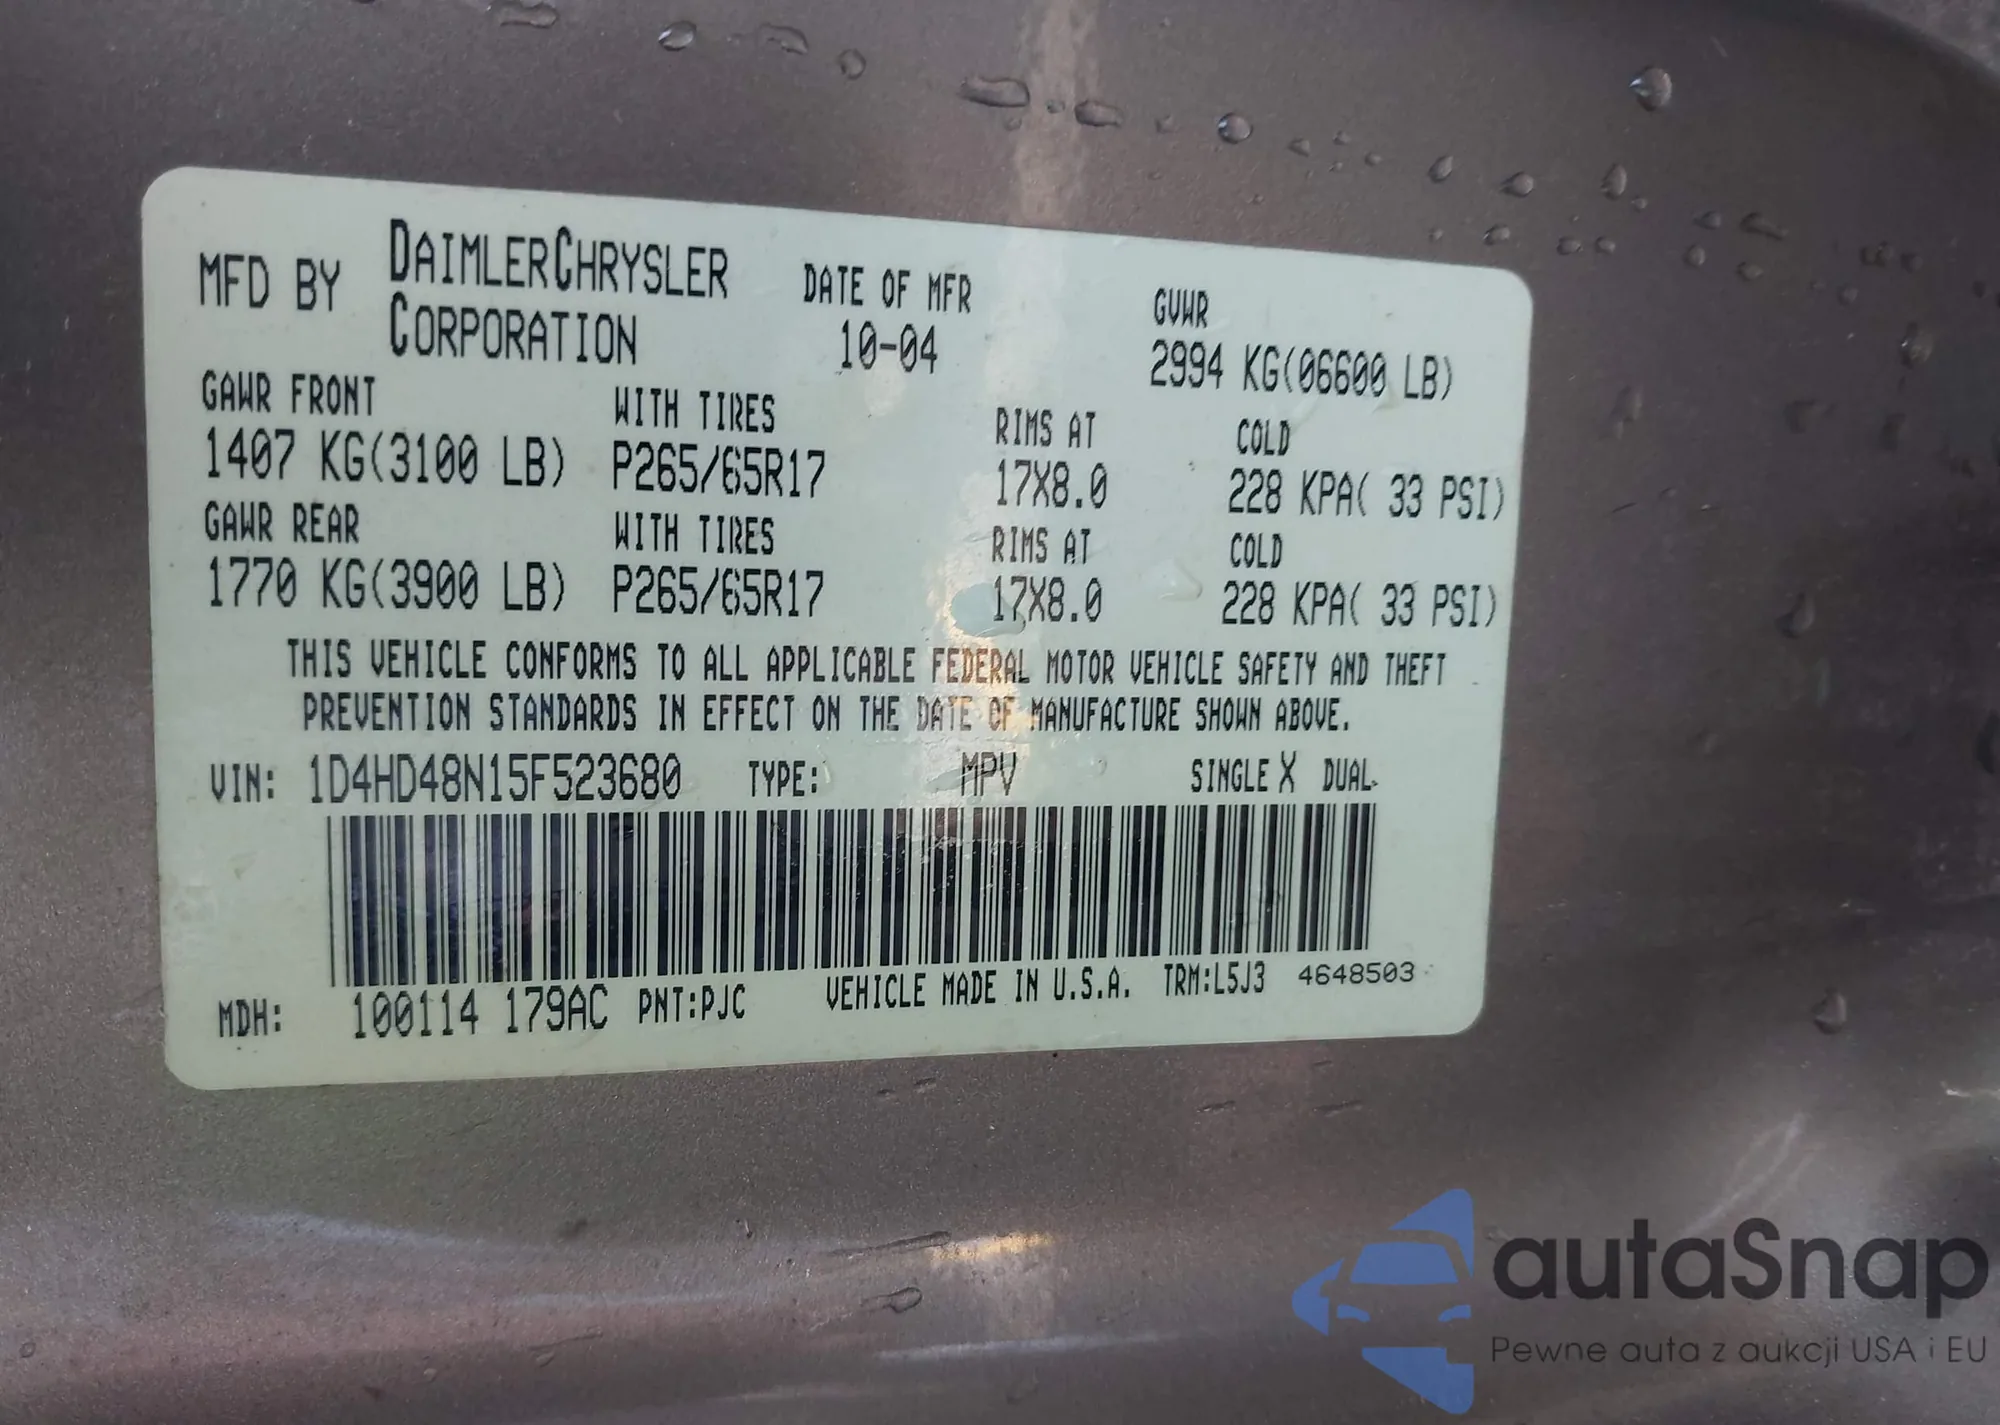 MFD BY DAIMLERCHRYSLER CORPORATION DATE OF MFR 10-04 GVWR 2994 KG(06600 LB)
GAWR FRONT WITH TIRES RIMS AT COLD
1407 KG(3100 LB) P265/65R17 17X8.0 228 KPA( 33 PSI)
GAWR REAR WITH TIRES RIMS AT COLD
1770 KG(3900 LB) P265/65R17 17X8.0 228 KPA( 33 PSI)
THIS VEHICLE CONFORMS TO ALL APPLICABLE FEDERAL MOTOR VEHICLE SAFETY AND THEFT
PREVENTION STANDARDS IN EFFECT ON THE DATE OF MANUFACTURE SHOWN ABOVE.
VIN: 1D4HD48N15F523680 TYPE: MPV SINGLE X DUAL
MDH: 100114 179AC PNT:PJC VEHICLE MADE IN U.S.A. TRM:L5J3 4648503
autaSnap
Pewne auta z aukcji USA i EU